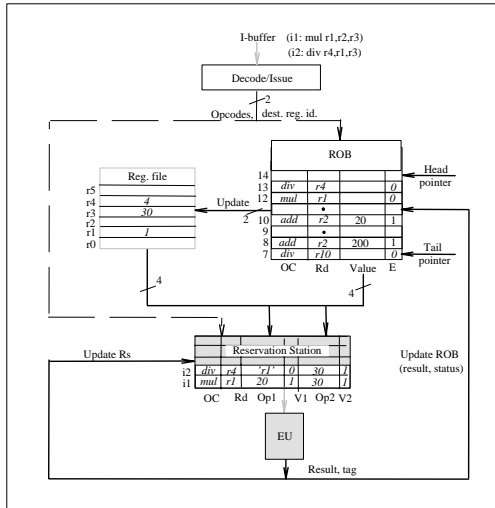 I-buffer (i1: mul r1,r2,r3)
(i2: div r4,r1,r3)
Decode/Issue
2
Opcodes, dest. reg. id.
ROB
14
13 div r4 0
12 mul r1 0
•
10 add r2 20 1
9 •
8 add r2 200 1
7 div r10 0
OC Rd Value E
Head
pointer
Tail
pointer
Reg. file
r5
r4 4
r3 30
r2
r1 1
r0
Update
2
4
4
Update Rs
Reservation Station
i2 div r4 'r1' 0 30 1
i1 mul r1 20 1 30 1
OC Rd Op1 V1 Op2 V2
Update ROB
(result, status)
EU
Result, tag